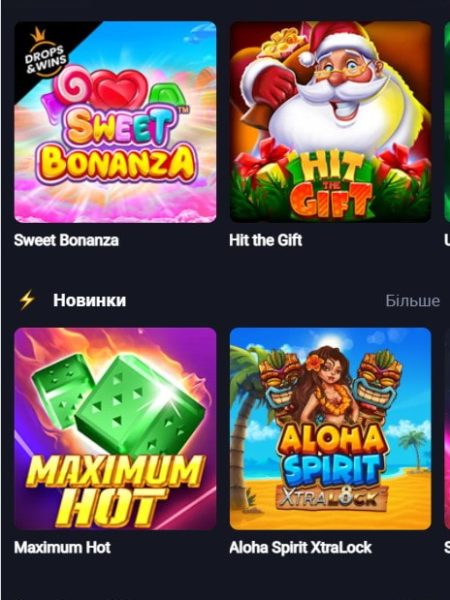 DROPS
& WINS
SWEET
BONANZA™
HIT
THE
GIFT
Sweet Bonanza
Hit the Gift
Новинки
Більше
MAXIMUM
HOT
ALOHA
SPIRIT
XTRALOCK
Maximum Hot
Aloha Spirit XtraLock